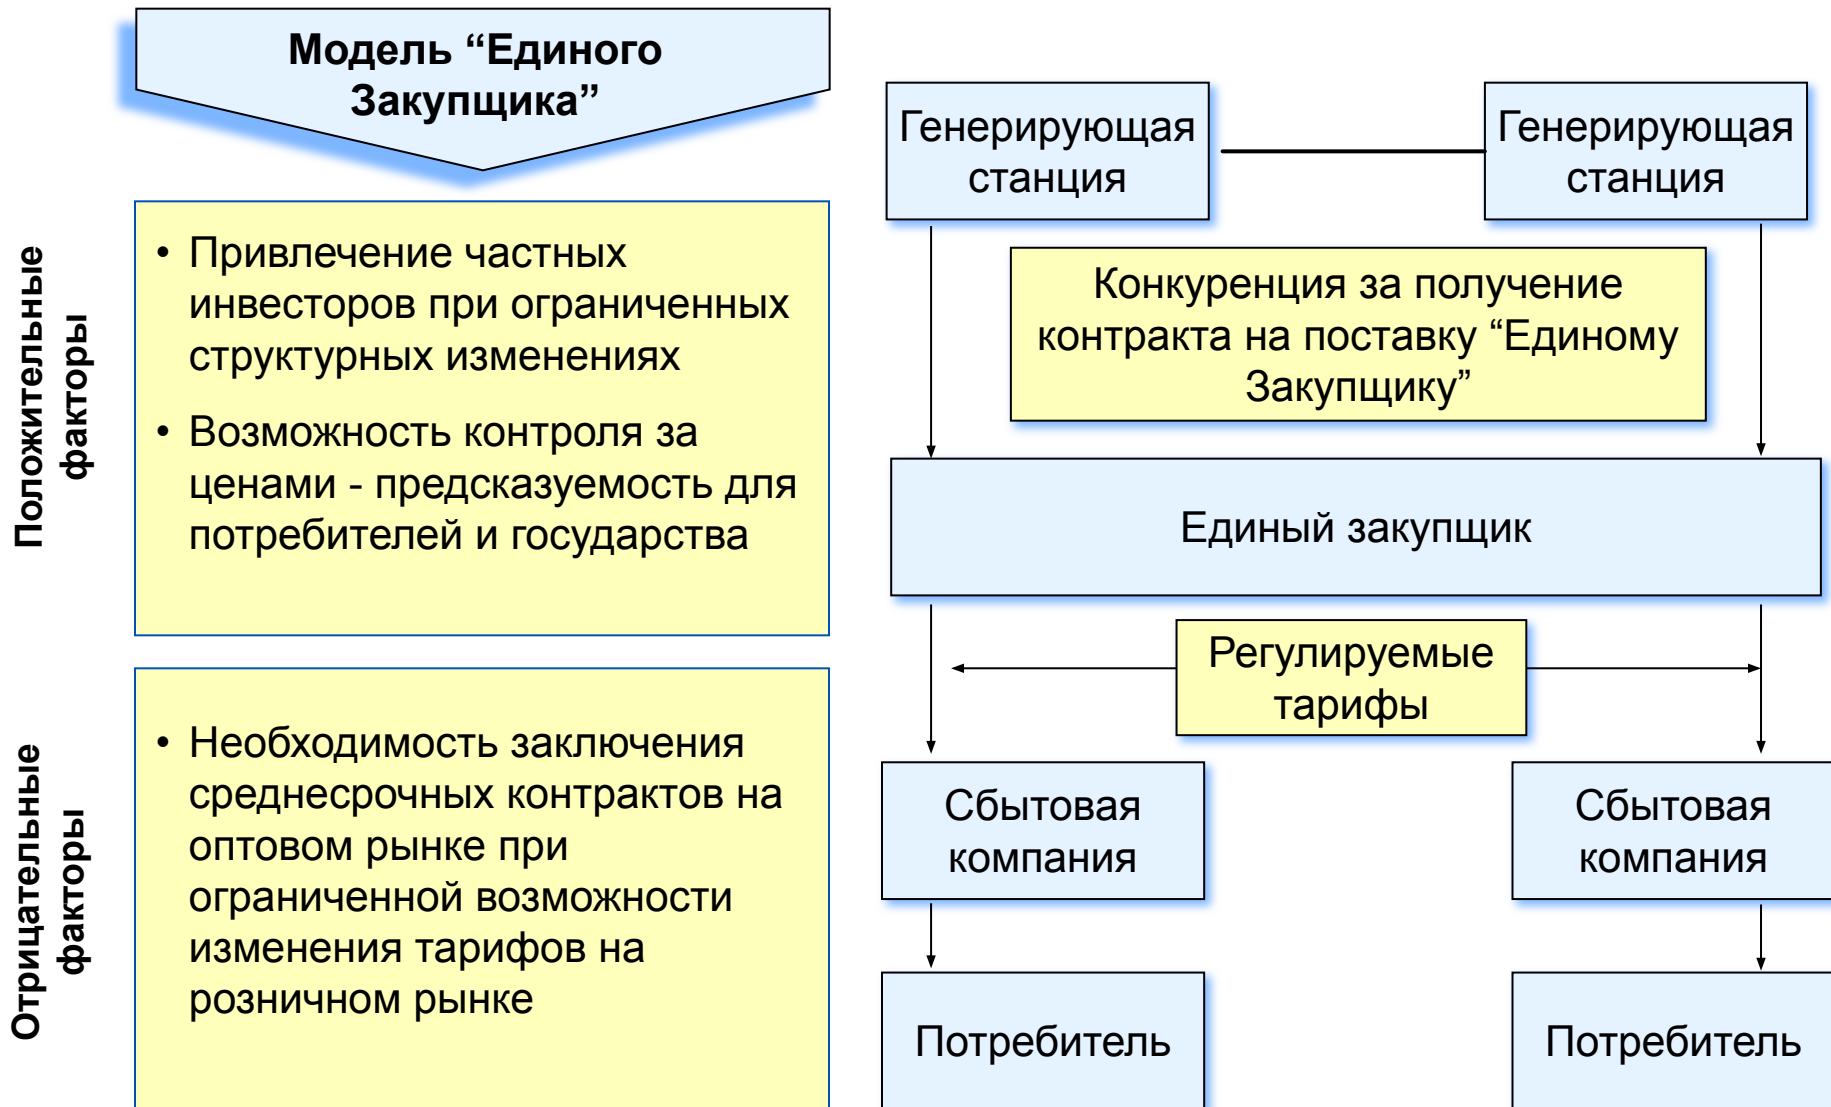 Модель “Единого
Закупщика”
Положительные
факторы
• Привлечение частных
инвесторов при ограниченных
структурных изменениях
• Возможность контроля за
ценами - предсказуемость для
потребителей и государства
Отрицательные
факторы
• Необходимость заключения
среднесрочных контрактов на
оптовом рынке при
ограниченной возможности
изменения тарифов на
розничном рынке
Генерирующая
станция
Генерирующая
станция
Конкуренция за получение
контракта на поставку “Единому
Закупщику”
Единый закупщик
Регулируемые
тарифы
Сбытовая
компания
Сбытовая
компания
Потребитель
Потребитель